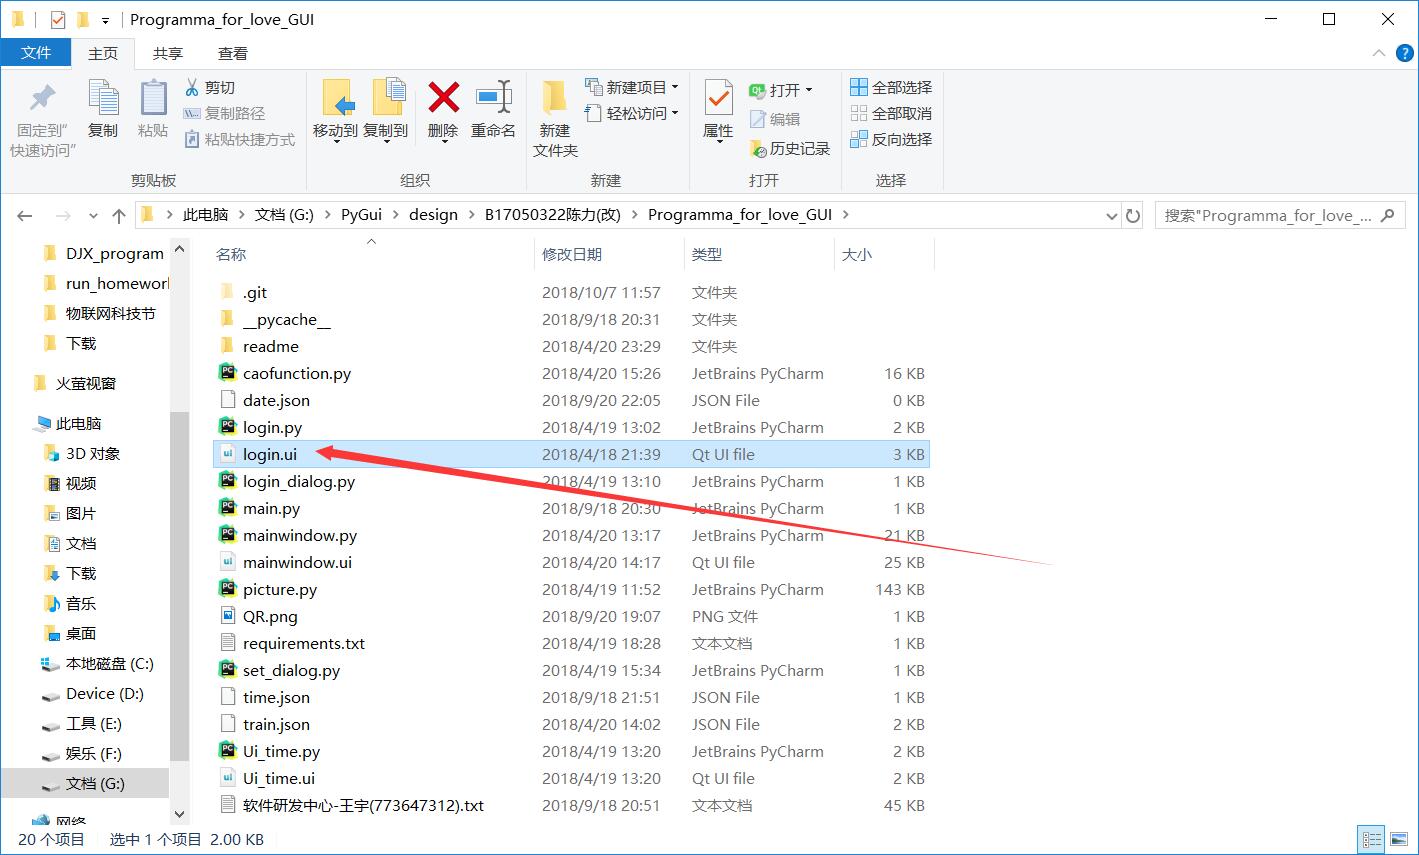 Programma_for_love_GUI
文件 主页 共享 查看
固定到"
快速访问"
复制
粘贴
剪切
复制路径
粘贴快捷方式
剪贴板
移动到
复制到
删除
重命名
组织
新建
文件夹
新建项目
轻松访问
新建
属性
打开
编辑
历史记录
打开
全部选择
全部取消
反向选择
选择
此电脑 文档 (G:) PyGui design B17050322陈力(改) Programma_for_love_GUI
搜索"Programma_for_love_...
DJX_program
run_homework
物联网科技节
下载
火萤视窗
此电脑
3D 对象
视频
图片
文档
下载
音乐
桌面
本地磁盘 (C:)
Device (D:)
工具 (E:)
娱乐 (F:)
文档 (G:)
网络
名称 修改日期 类型 大小
.git 2018/10/7 11:57 文件夹
__pycache__ 2018/9/18 20:31 文件夹
readme 2018/4/20 23:29 文件夹
caofunction.py 2018/4/20 15:26 JetBrains PyCharm 16 KB
date.json 2018/9/20 22:05 JSON File 0 KB
login.py 2018/4/19 13:02 JetBrains PyCharm 2 KB
login.ui 2018/4/18 21:39 Qt UI file 3 KB
login_dialog.py 2018/4/19 13:10 JetBrains PyCharm 1 KB
main.py 2018/9/18 20:30 JetBrains PyCharm 1 KB
mainwindow.py 2018/4/20 13:17 JetBrains PyCharm 21 KB
mainwindow.ui 2018/4/20 14:17 Qt UI file 25 KB
picture.py 2018/4/19 11:52 JetBrains PyCharm 143 KB
QR.png 2018/9/20 19:07 PNG 文件 1 KB
requirements.txt 2018/4/19 18:28 文本文档 1 KB
set_dialog.py 2018/4/19 15:34 JetBrains PyCharm 1 KB
time.json 2018/9/18 21:51 JSON File 1 KB
train.json 2018/4/20 14:02 JSON File 2 KB
Ui_time.py 2018/4/19 13:20 JetBrains PyCharm 2 KB
Ui_time.ui 2018/4/19 13:20 Qt UI file 2 KB
软件研发中心-王宇(773647312).txt 2018/9/18 20:51 文本文档 45 KB
20 个项目 选中 1 个项目 2.00 KB